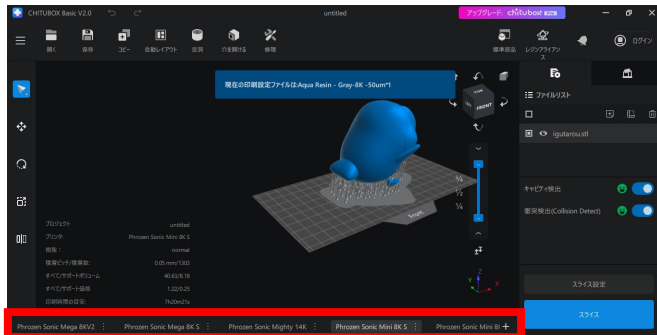 CHITUBOX Basic V2.0
untitled
アップグレード: chitubox PRO
開く
保存
コピー
自動レイアウト
空洞
穴を開ける
修理
標準部品
レジンアライアンス
ログイン
現在の印刷設定ファイルは:Aqua Resin - Gray-8K -50um*1
TOP
FRONT
ファイルリスト
igutarou.stl
キャビティ検出
衝突検出(Collision Detect)
3/4
1/2
1/4
Front
プロジェクト: untitled
プリンタ: Phrozen Sonic Mini 8K S
樹脂: normal
積層ピッチ/積層数: 0.05 mm/1303
すべて/サポートボリューム 40.63/8.18
すべて/サポート価格 1.22/0.25
印刷時間の目安: 7h20m21s
Z
Y
X
スライス設定
スライス
Phrozen Sonic Mega 8KV2
Phrozen Sonic Mega 8K S
Phrozen Sonic Mighty 14K
Phrozen Sonic Mini 8K S
Phrozen Sonic Mini 8